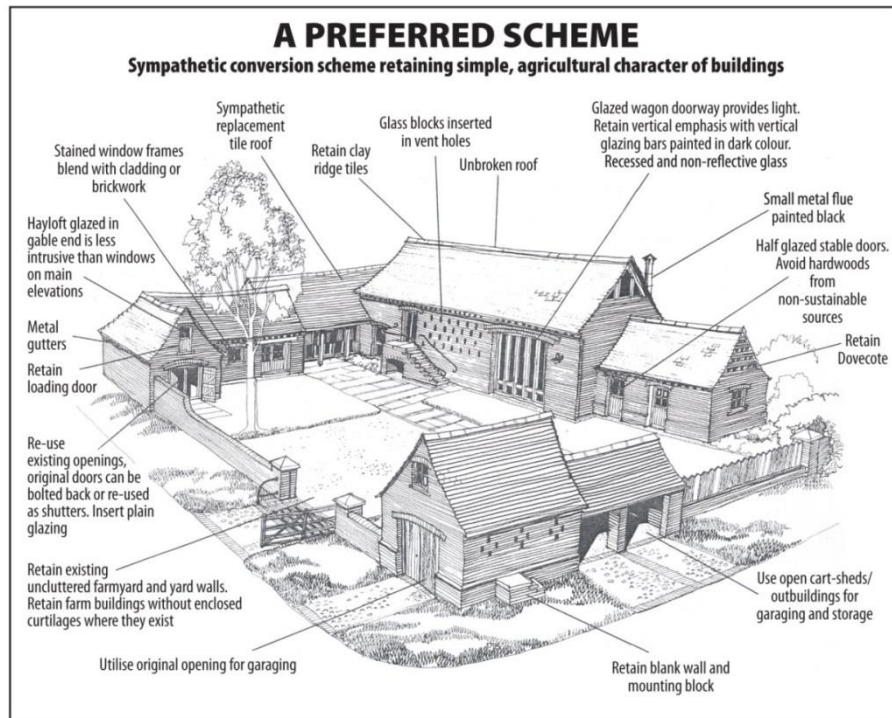 A PREFERRED SCHEME
Sympathetic conversion scheme retaining simple, agricultural character of buildings
Sympathetic
replacement
tile roof
Stained window frames
blend with cladding or
brickwork
Retain clay
ridge tiles
Glass blocks inserted
in vent holes
Unbroken roof
Glazed wagon doorway provides light.
Retain vertical emphasis with vertical
glazing bars painted in dark colour.
Recessed and non-reflective glass
Small metal flue
painted black
Half glazed stable doors.
Avoid hardwoods
from
non-sustainable
sources
Retain
Dovecote
Hayloft glazed in
gable end is less
intrusive than windows
on main
elevations
Metal
gutters
Retain
loading door
Re-use
existing openings,
original doors can be
bolted back or re-used
as shutters. Insert plain
glazing
Retain existing
uncluttered farmyard and yard walls.
Retain farm buildings without enclosed
curtilages where they exist
Utilise original opening for garaging
Retain blank wall and
mounting block
Use open cart-sheds/
outbuildings for
garaging and storage